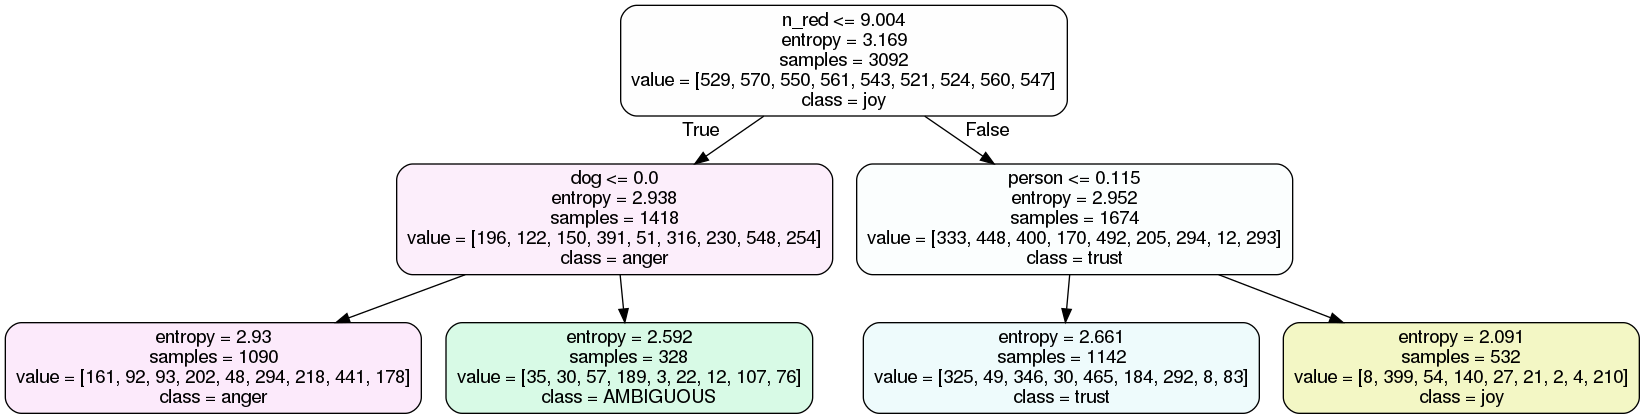 n_red <= 9.004
entropy = 3.169
samples = 3092
value = [529, 570, 550, 561, 543, 521, 524, 560, 547]
class = joy
True
False
dog <= 0.0
entropy = 2.938
samples = 1418
value = [196, 122, 150, 391, 51, 316, 230, 548, 254]
class = anger
person <= 0.115
entropy = 2.952
samples = 1674
value = [333, 448, 400, 170, 492, 205, 294, 12, 293]
class = trust
entropy = 2.93
samples = 1090
value = [161, 92, 93, 202, 48, 294, 218, 441, 178]
class = anger
entropy = 2.592
samples = 328
value = [35, 30, 57, 189, 3, 22, 12, 107, 76]
class = AMBIGUOUS
entropy = 2.661
samples = 1142
value = [325, 49, 346, 30, 465, 184, 292, 8, 83]
class = trust
entropy = 2.091
samples = 532
value = [8, 399, 54, 140, 27, 21, 2, 4, 210]
class = joy